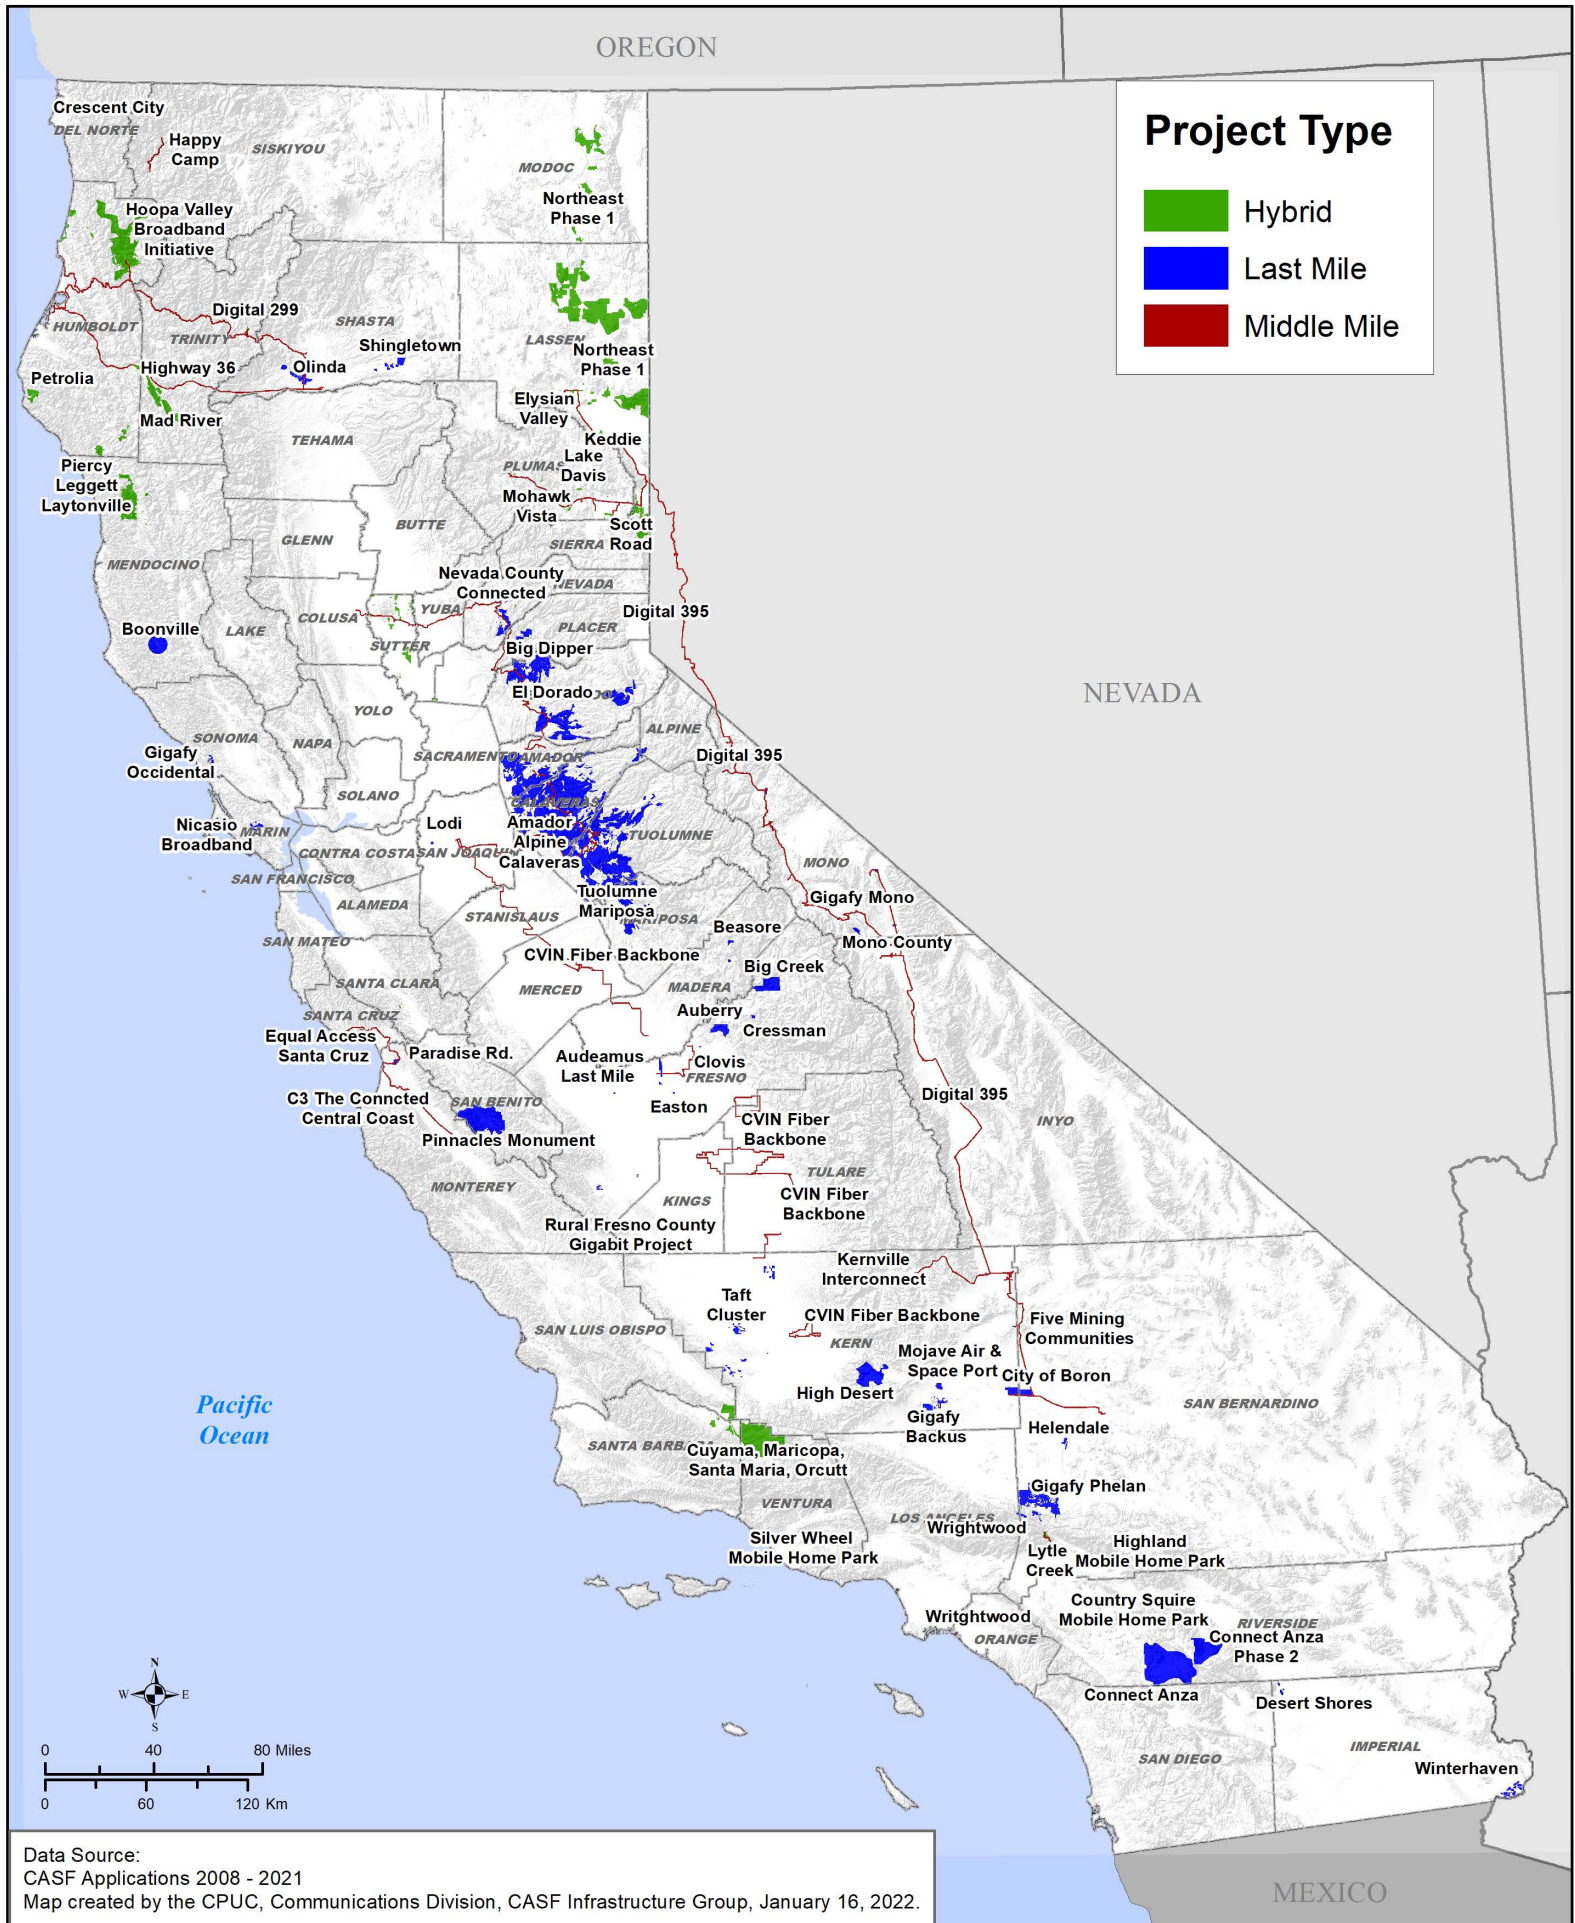 OREGON
Project Type
Hybrid
Last Mile
Middle Mile
Crescent City
DEL NORTE
Happy
Camp
SISKIYOU
MODOC
Northeast
Phase 1
Hoopa Valley
Broadband
Initiative
Digital 299
HUMBOLDT
TRINITY
SHASTA
Shingletown
LASSEN
Northeast
Phase 1
Petrolia
Highway 36
Olinda
Mad River
Elysian
Valley
TEHAMA
Keddie
Lake
Davis
PLUMAS
Piercy
Leggett
Laytonville
Mohawk
Vista
Scott
Road
BUTTE
GLENN
SIERRA
MENDOCINO
Nevada County
Connected
NEVADA
COLUSA
YUBA
Digital 395
Boonville
LAKE
SUTTER
PLACER
Big Dipper
El Dorado
NEVADA
YOLO
SONOMA
NAPA
ALPINE
Gigafy
Occidental
SACRAMENTO
AMADOR
Digital 395
SOLANO
CALAVERAS
Nicasio
Broadband
MARIN
Lodi
Amador
Alpine
Calaveras
TUOLUMNE
CONTRA COSTA
SAN JOAQUIN
MONO
SAN FRANCISCO
Tuolumne
Mariposa
Gigafy Mono
ALAMEDA
STANISLAUS
MARIPOSA
Beasore
SAN MATEO
Mono County
CVIN Fiber Backbone
Big Creek
SANTA CLARA
MERCED
MADERA
SANTA CRUZ
Auberry
Cressman
Equal Access
Santa Cruz
Paradise Rd.
Audeamus
Last Mile
Clovis
FRESNO
C3 The Conncted
Central Coast
SAN BENITO
Easton
Digital 395
INYO
Pinnacles Monument
CVIN Fiber
Backbone
MONTEREY
TULARE
KINGS
CVIN Fiber
Backbone
Rural Fresno County
Gigabit Project
Kernville
Interconnect
Taft
Cluster
CVIN Fiber Backbone
Five Mining
Communities
SAN LUIS OBISPO
KERN
Mojave Air &
Space Port
City of Boron
High Desert
SAN BERNARDINO
Pacific
Ocean
Gigafy
Backus
Helendale
SANTA BARBARA
Cuyama, Maricopa,
Santa Maria, Orcutt
Gigafy Phelan
VENTURA
LOS ANGELES
Wrightwood
Silver Wheel
Mobile Home Park
Lytle
Creek
Highland
Mobile Home Park
Country Squire
Mobile Home Park
Writghtwood
RIVERSIDE
ORANGE
Connect Anza
Phase 2
Connect Anza
Desert Shores
SAN DIEGO
IMPERIAL
Winterhaven
N
W E
S
0 40 80 Miles
0 60 120 Km
Data Source:
CASF Applications 2008 - 2021
Map created by the CPUC, Communications Division, CASF Infrastructure Group, January 16, 2022.
MEXICO